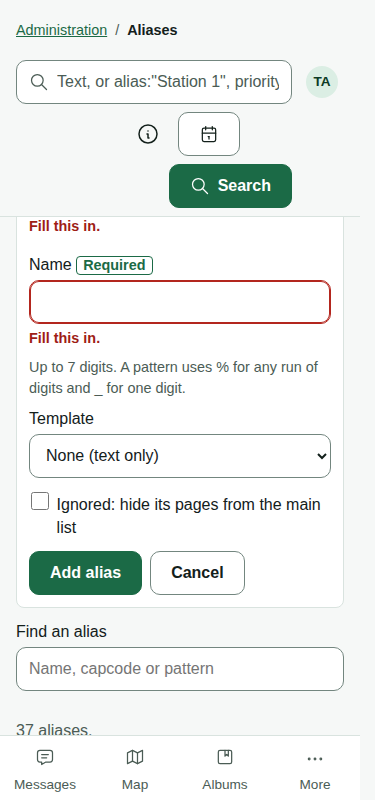 Administration / Aliases
Text, or alias:"Station 1", priority
TA
Search
Fill this in.
Name Required
Fill this in.
Up to 7 digits. A pattern uses % for any run of
digits and _ for one digit.
Template
None (text only)
Ignored: hide its pages from the main
list
Add alias Cancel
Find an alias
Name, capcode or pattern
37 aliases.
Messages Map Albums More